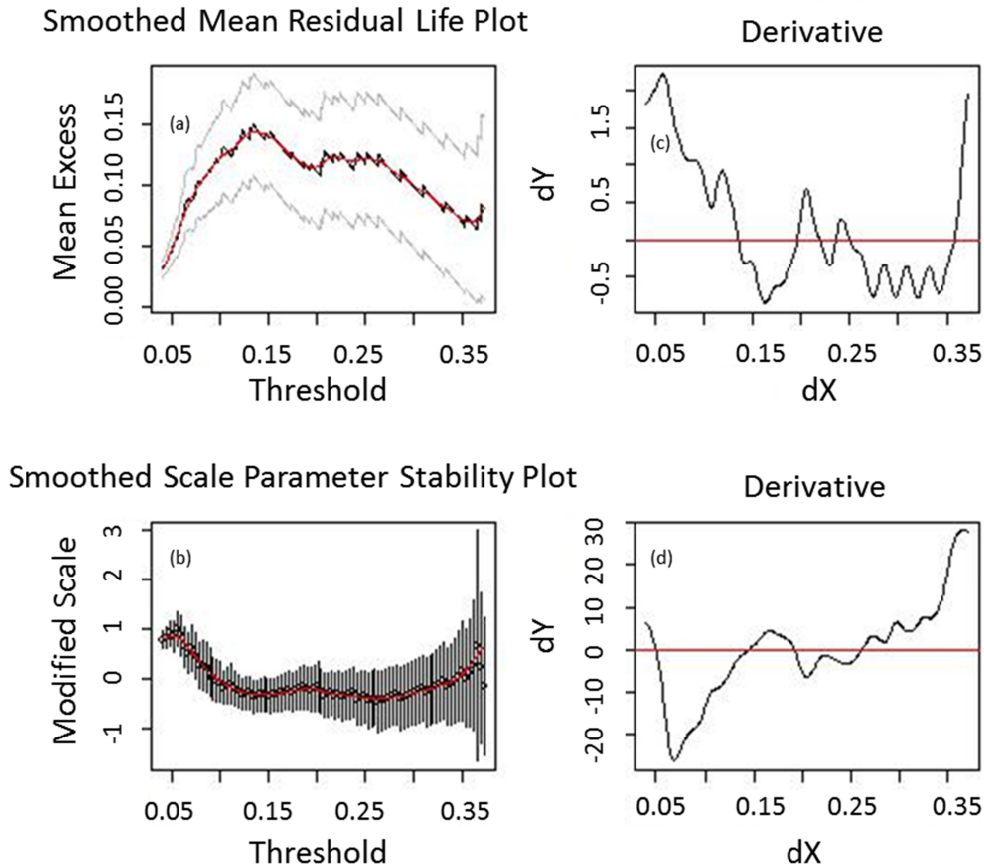 Smoothed Mean Residual Life Plot
Derivative
(a)
Mean Excess
0.00 0.05 0.10 0.15
0.05 0.15 0.25 0.35
Threshold
(c)
dY
-0.5 0.5 1.5
0.05 0.15 0.25 0.35
dX
Smoothed Scale Parameter Stability Plot
Derivative
(b)
Modified Scale
-1 0 1 2 3
0.05 0.15 0.25 0.35
Threshold
(d)
dY
-20 -10 0 10 20 30
0.05 0.15 0.25 0.35
dX